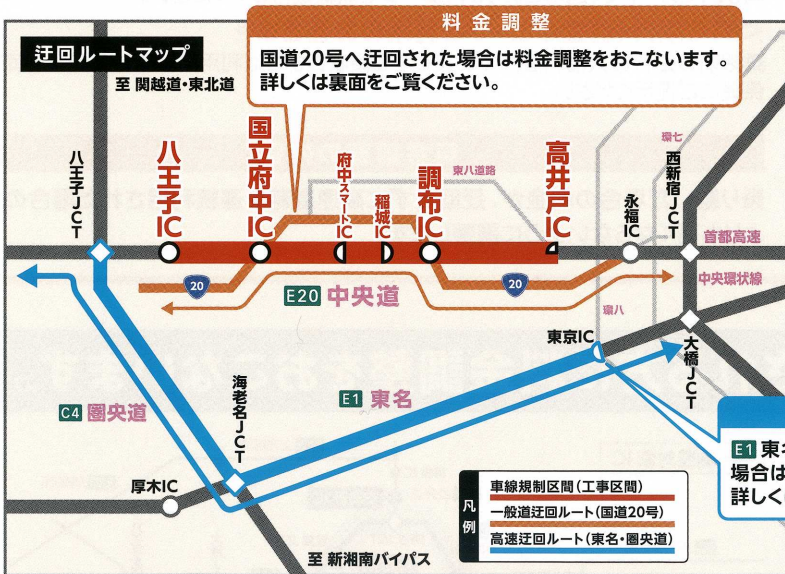 料金調整
国道20号へ迂回された場合は料金調整をおこないます。
詳しくは裏面をご覧ください。
迂回ルートマップ
至 関越道・東北道
八王子JCT
八王子IC
国立府中IC
府中スマートIC
稲城IC
調布IC
東八道路
高井戸IC
環七
永福IC
西新宿JCT
首都高速
中央環状線
20
20
E20 中央道
環八
東京IC
大橋JCT
C4 圏央道
海老名JCT
E1 東名
厚木IC
E1 東名
場合は
詳しく
凡例
車線規制区間(工事区間)
一般道迂回ルート(国道20号)
高速迂回ルート(東名・圏央道)
至 新湘南バイパス